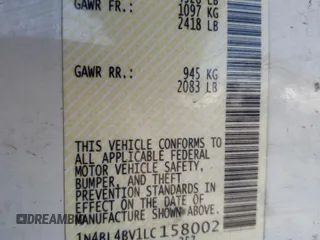 GAWR FR.:
1097 KG
2418 LB
GAWR RR.: 945 KG
2083 LB
THIS VEHICLE CONFORMS TO
ALL APPLICABLE FEDERAL
MOTOR VEHICLE SAFETY,
BUMPER, AND THEFT
PREVENTION STANDARDS IN
EFFECT ON THE DATE OF
MANUFACTURE SHOWN ABOVE.
1N4BL4BV1LC158002